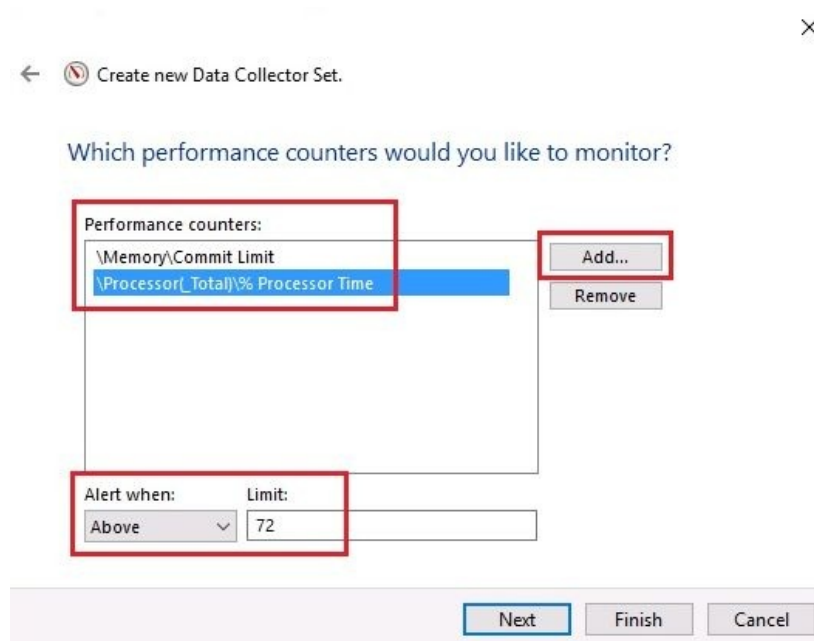 Create new Data Collector Set.
Which performance counters would you like to monitor?
Performance counters:
\Memory\Commit Limit
\Processor(_Total)\% Processor Time
Add...
Remove
Alert when:
Limit:
Above
72
Next
Finish
Cancel